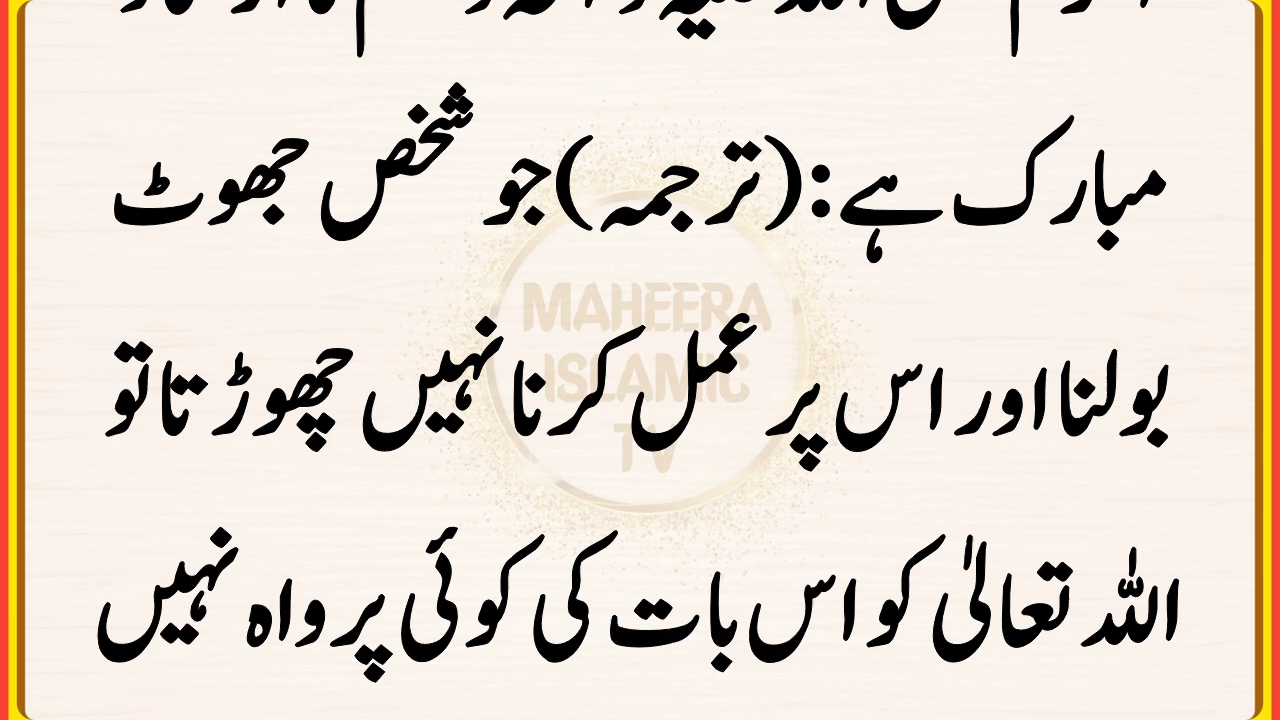 مبارک ہے:(ترجمہ)جو شخص جھوٹ
بولنا اور اس پر عمل کرنا نہیں چھوڑتا تو
اللہ تعالیٰ کو اس بات کی کوئی پرواہ نہیں
MAHEERA
ISLAMIC
TV